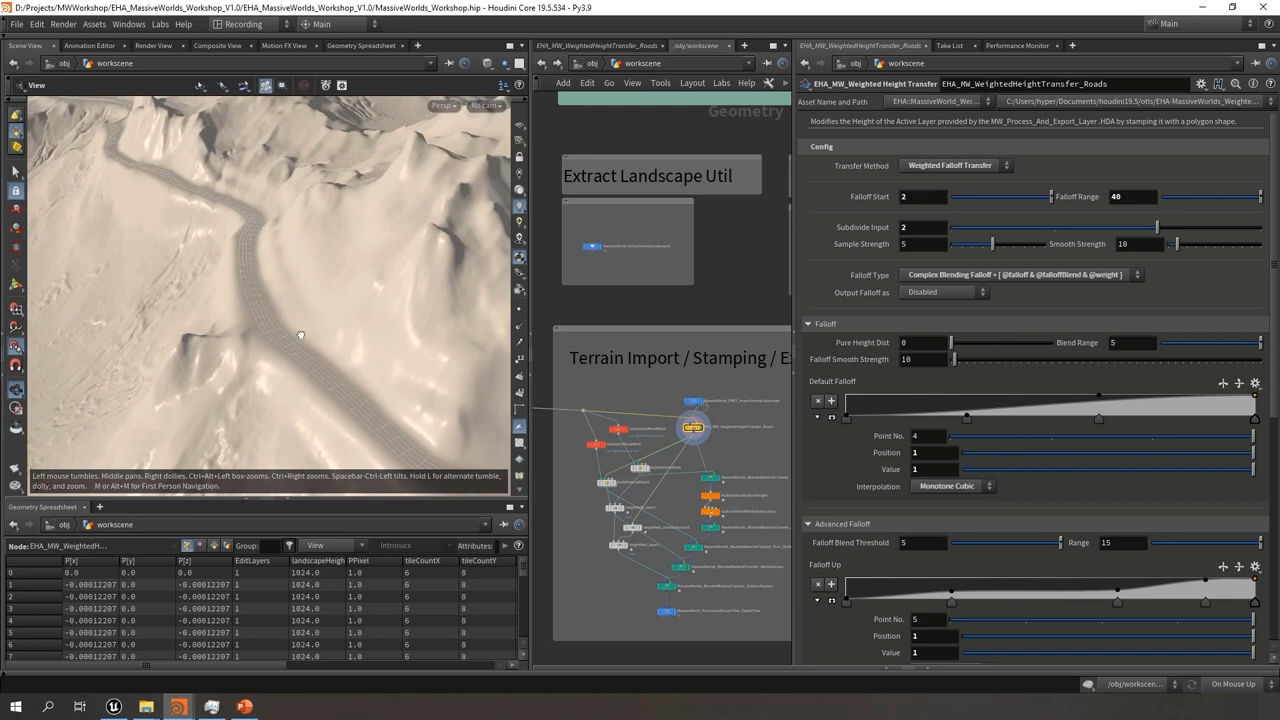 D:/Projects/MWWorkshop/EHA_MassiveWorlds_Workshop_V1.0/EHA_MassiveWorlds_Workshop_V1.0/MassiveWorlds_Workshop.hip - Houdini Core 19.5.534 - Py3.9
File Edit Render Assets Windows Labs Help Recording Main Main
Scene View Animation Editor Render View Composite View Motion FX View Geometry Spreadsheet
obj workscene
View
Persp No cam
Left mouse tumbles. Middle pans. Right dollies. Ctrl+Alt+Left box-zooms. Ctrl+Right zooms. Spacebar-Ctrl-Left tilts. Hold L for alternate tumble,
dolly, and zoom. M or Alt+M for First Person Navigation.
Geometry Spreadsheet
obj workscene
Node: EHA_MW_WeightedH... Group: View Intrinsics Attributes:
P[x] P[y] P[z] EditLayers landscapeHeigh PPixel tileCountX tileCountY
0 0.0 0.0 0.0 1 1024.0 1.0 6 8
1 -0.00012207 0.0 -0.00012207 1 1024.0 1.0 6 8
2 -0.00012207 0.0 -0.00012207 1 1024.0 1.0 6 8
3 -0.00012207 0.0 -0.00012207 1 1024.0 1.0 6 8
4 -0.00012207 0.0 -0.00012207 1 1024.0 1.0 6 8
5 -0.00012207 0.0 -0.00012207 1 1024.0 1.0 6 8
6 -0.00012207 0.0 -0.00012207 1 1024.0 1.0 6 8
7 -0.00012207 0.0 -0.00012207 1 1024.0 1.0 6 8
EHA_MW_WeightedHeightTransfer_Roads /obj/workscene
obj workscene
Add Edit Go View Tools Layout Labs Help
Geometry
Extract Landscape Util
Terrain Import / Stamping / E
EHA_MW_WeightedHeightTransfer_Roads Take List Performance Monitor
obj workscene
EHA_MW_Weighted Height Transfer EHA_MW_WeightedHeightTransfer_Roads
Asset Name and Path EHA::MassiveWorld_Wei... C:/Users/hyper/Documents/houdini19.5/otls/EHA-MassiveWorlds_Weighte...
Modifies the Height of the Active Layer provided by the MW_Process_And_Export_Layer .HDA by stamping it with a polygon shape.
Config
Transfer Method Weighted Falloff Transfer
Falloff Start 2 Falloff Range 40
Subdivide Input 2
Sample Strength 5 Smooth Strength 10
Falloff Type Complex Blending Falloff + [ @falloff & @falloffBlend & @weight ]
Output Falloff as Disabled
Falloff
Pure Height Dist 0 Blend Range 5
Falloff Smooth Strength 10
Default Falloff
Point No. 4
Position 1
Value 1
Interpolation Monotone Cubic
Advanced Falloff
Falloff Blend Threshold 5 Range 15
Falloff Up
Point No. 5
Position 1
Value 1
/obj/workscen... On Mouse Up